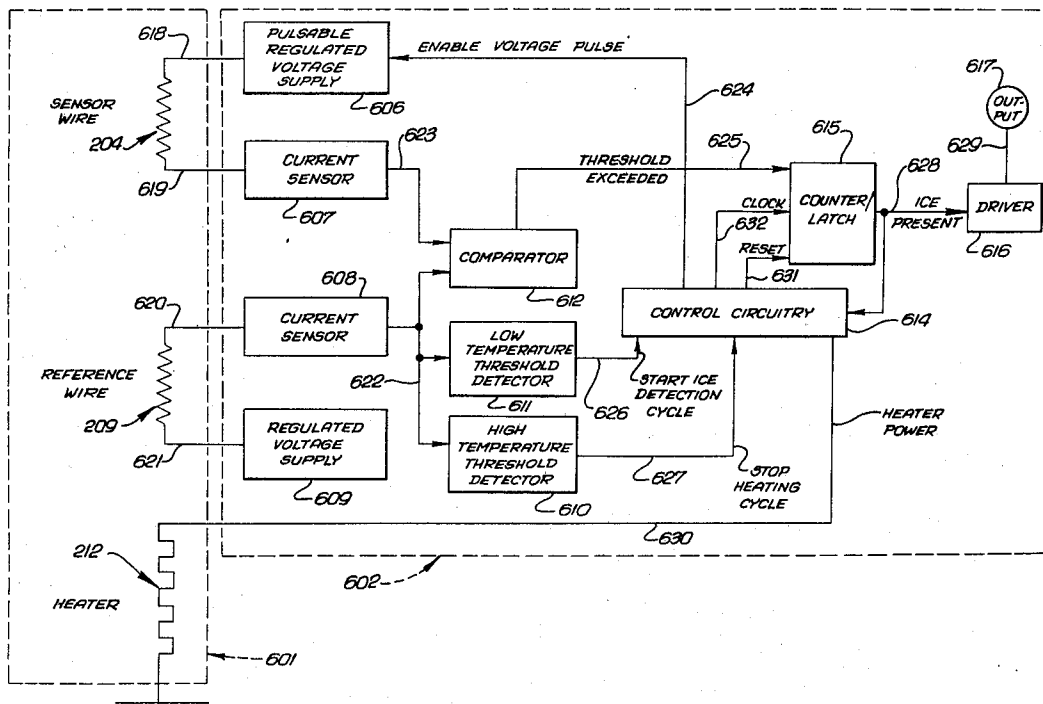 618
PULSABLE
REGULATED
VOLTAGE
SUPPLY
606
ENABLE VOLTAGE PULSE
624
617
OUT-
PUT
629
SENSOR
WIRE
204
619
CURRENT
SENSOR
607
623
THRESHOLD
EXCEEDED
625
615
COUNTER/
LATCH
628
ICE
PRESENT
DRIVER
616
CLOCK
632
RESET
631
COMPARATOR
612
620
608
CURRENT
SENSOR
CONTROL CIRCUITRY
614
REFERENCE
WIRE
209
621
622
LOW
TEMPERATURE
THRESHOLD
DETECTOR
611
626
START ICE
DETECTION
CYCLE
HEATER
POWER
REGULATED
VOLTAGE
SUPPLY
609
HIGH
TEMPERATURE
THRESHOLD
DETECTOR
610
627
STOP
HEATING
CYCLE
630
212
HEATER
602
601